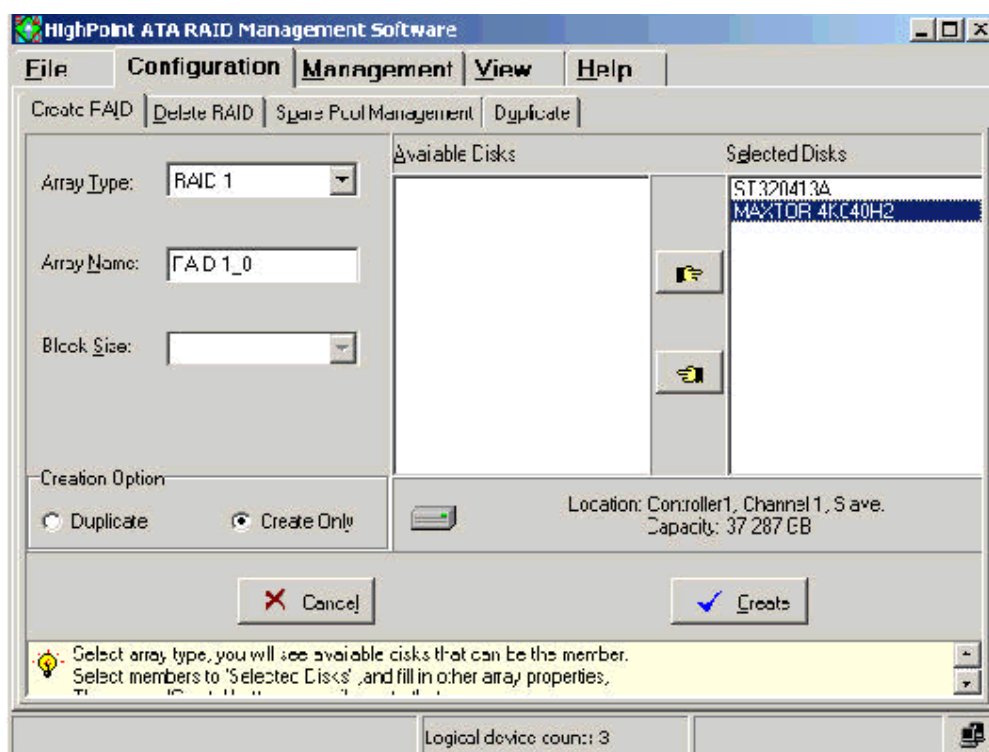 HighPoint ATA RAID Management Software
File Configuration Management View Help
Create RAID Delete RAID Spare Pool Management Duplicate
Available Disks Selected Disks
Array Type: RAID 1
ST320413A
MAXTOR 4K040H2
Array Name: RAID 1_0
Block Size:
Creation Option
Duplicate Create Only
Location: Controller1, Channel 1, Slave.
Capacity: 37.287 GB
Cancel Create
Select array type, you will see available disks that can be the member.
Select members to 'Selected Disks', and fill in other array properties,
Logical device count: 3